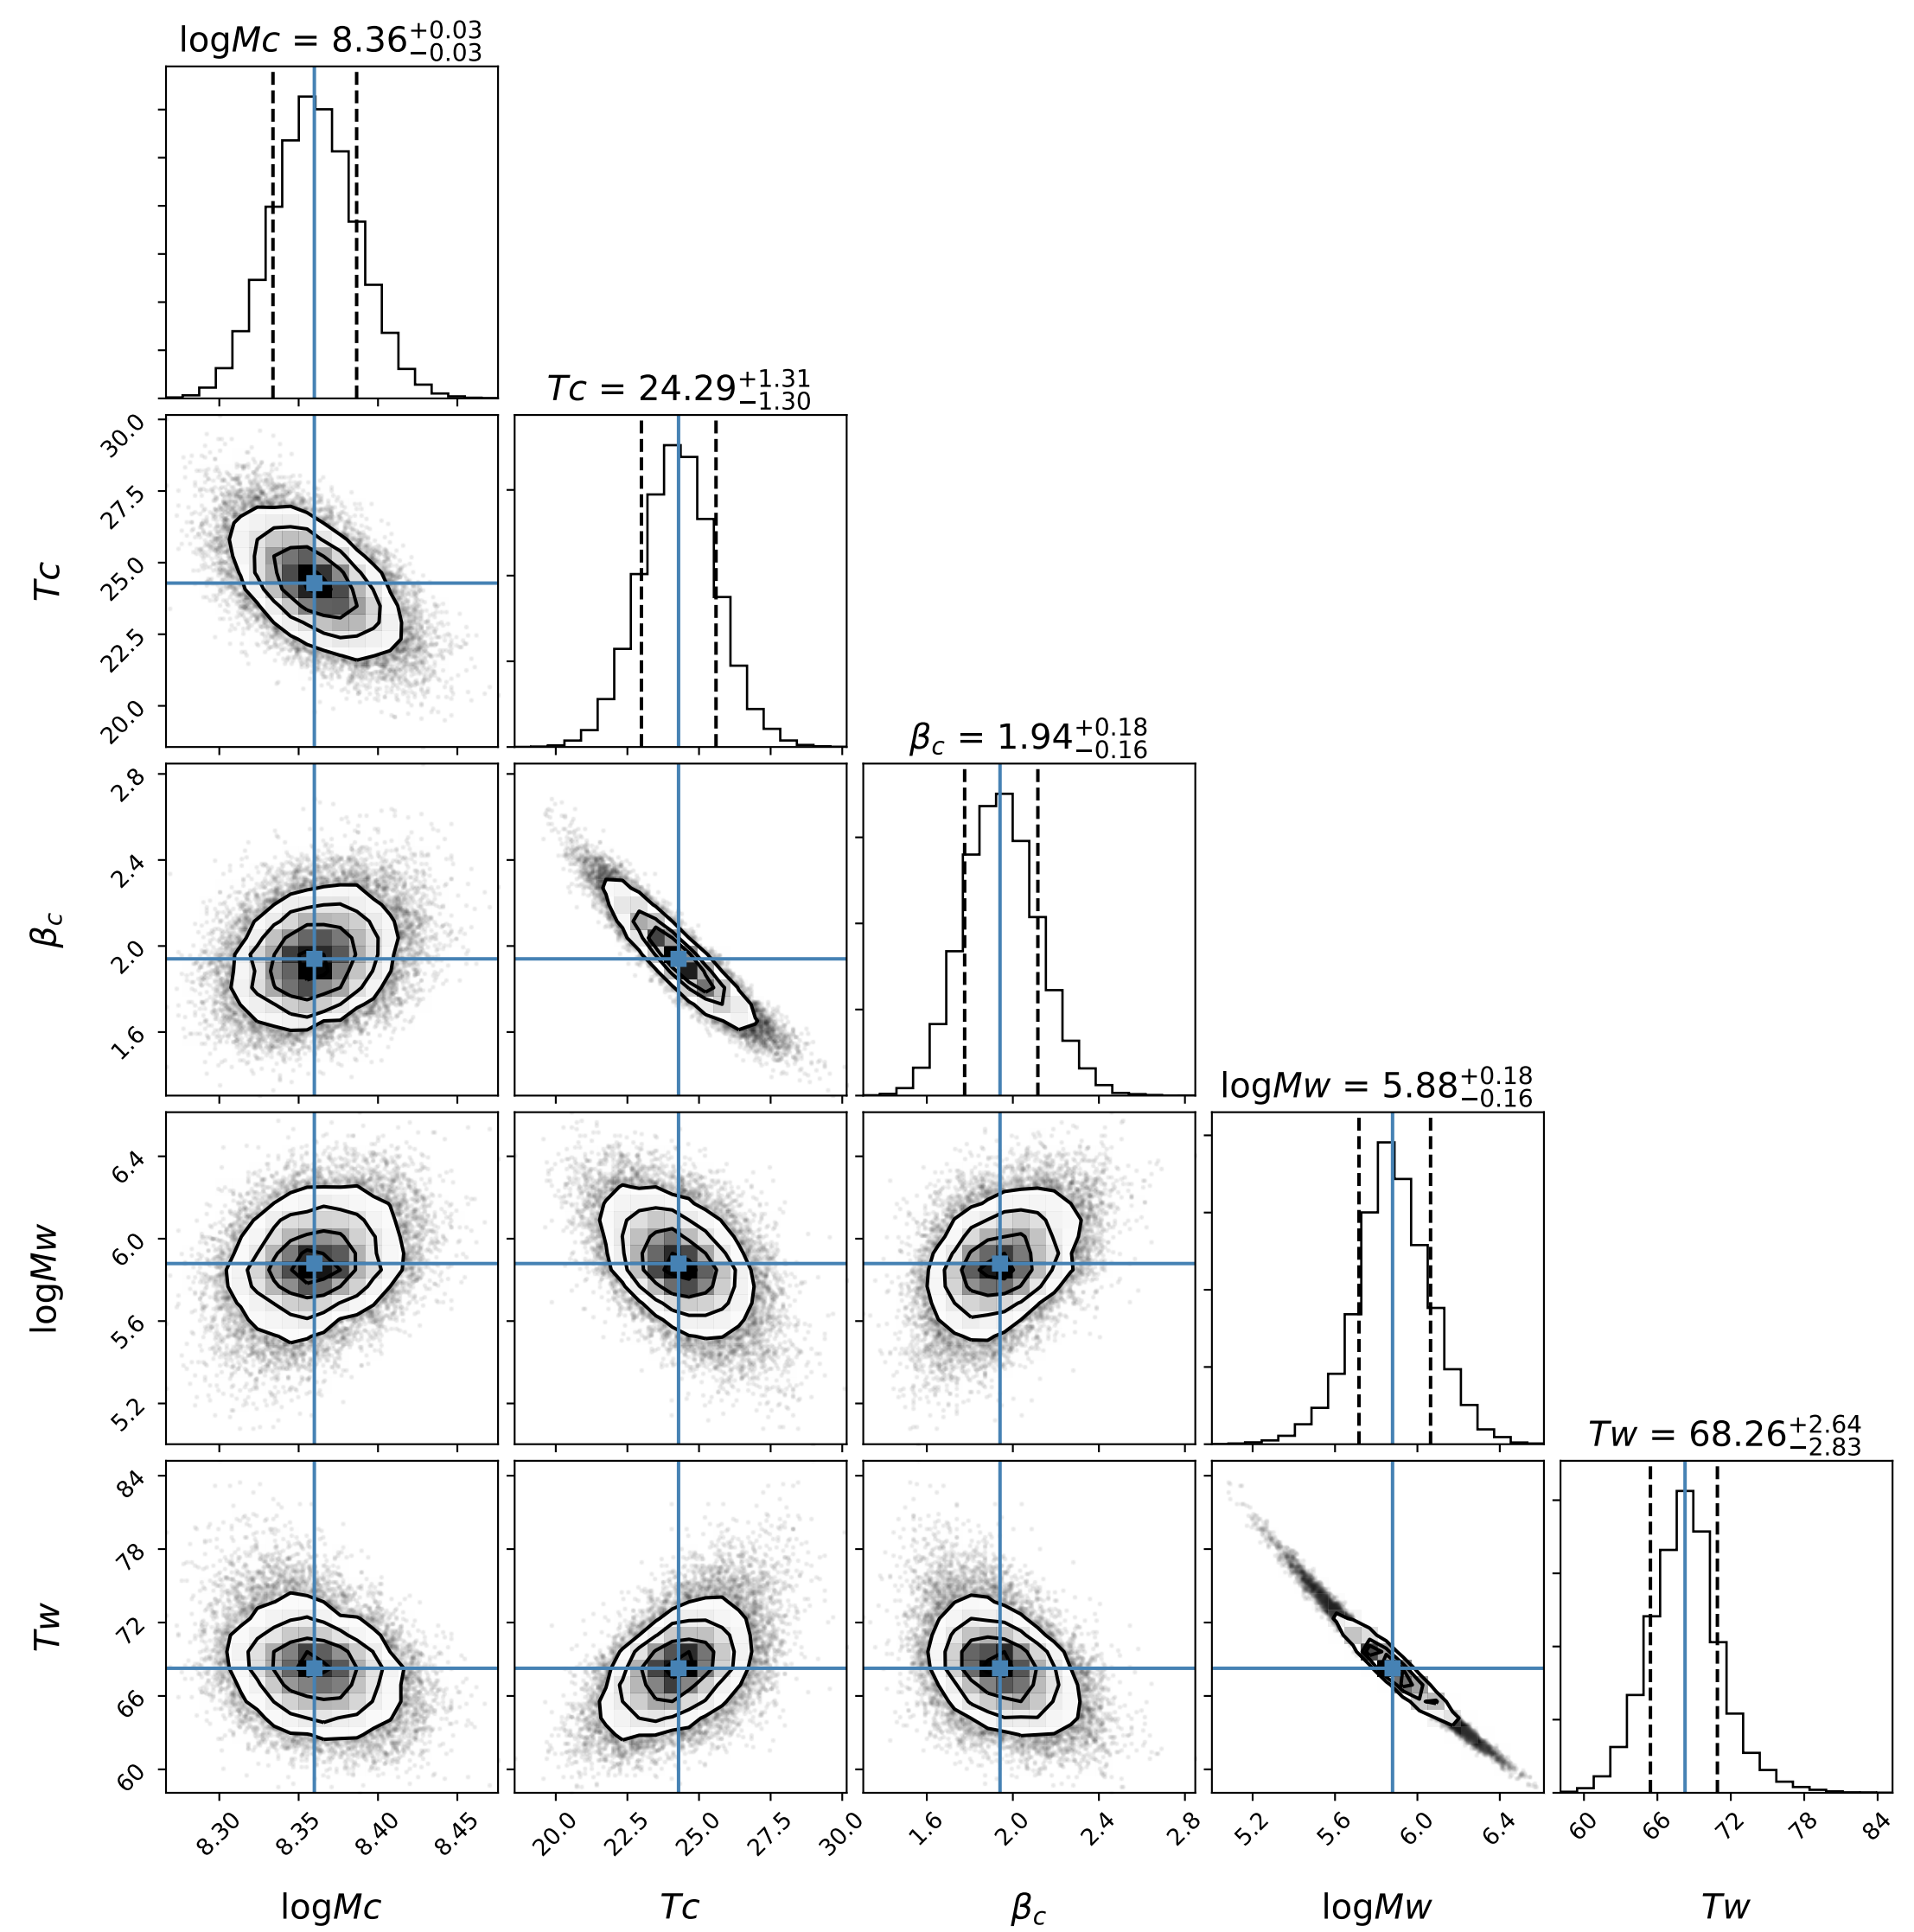 logMc = 8.36 +0.03 −0.03
Tc = 24.29 +1.31 −1.30
30.0
27.5
25.0
22.5
20.0
Tc
βc = 1.94 +0.18 −0.16
2.8
2.4
2.0
1.6
βc
logMw = 5.88 +0.18 −0.16
6.4
6.0
5.6
5.2
logMw
Tw = 68.26 +2.64 −2.83
84
78
72
66
60
Tw
8.30 8.35 8.40 8.45
20.0 22.5 25.0 27.5 30.0
1.6 2.0 2.4 2.8
5.2 5.6 6.0 6.4
60 66 72 78 84
logMc
Tc
βc
logMw
Tw